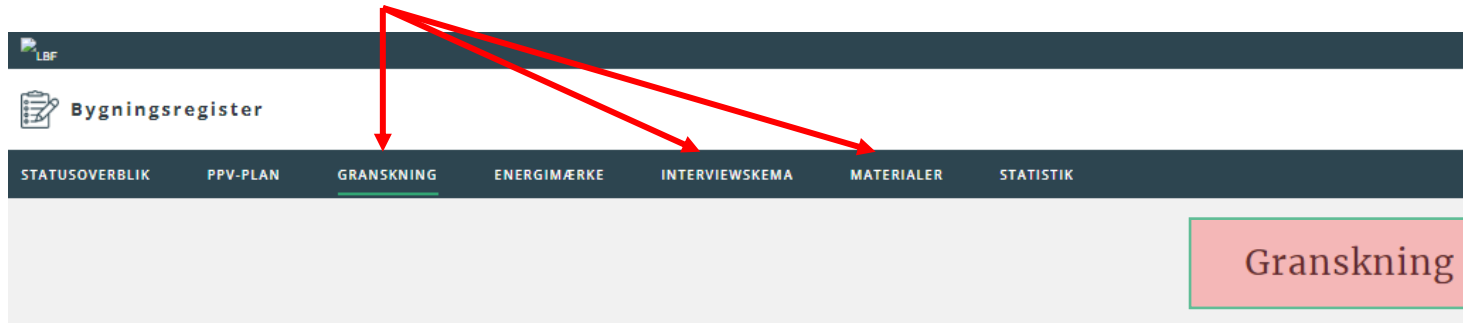 LBF
Bygningsregister
STATUSOVERBLIK PPV-PLAN GRANSKNING ENERGIMÆRKE INTERVIEWSKEMA MATERIALER STATISTIK
Granskning